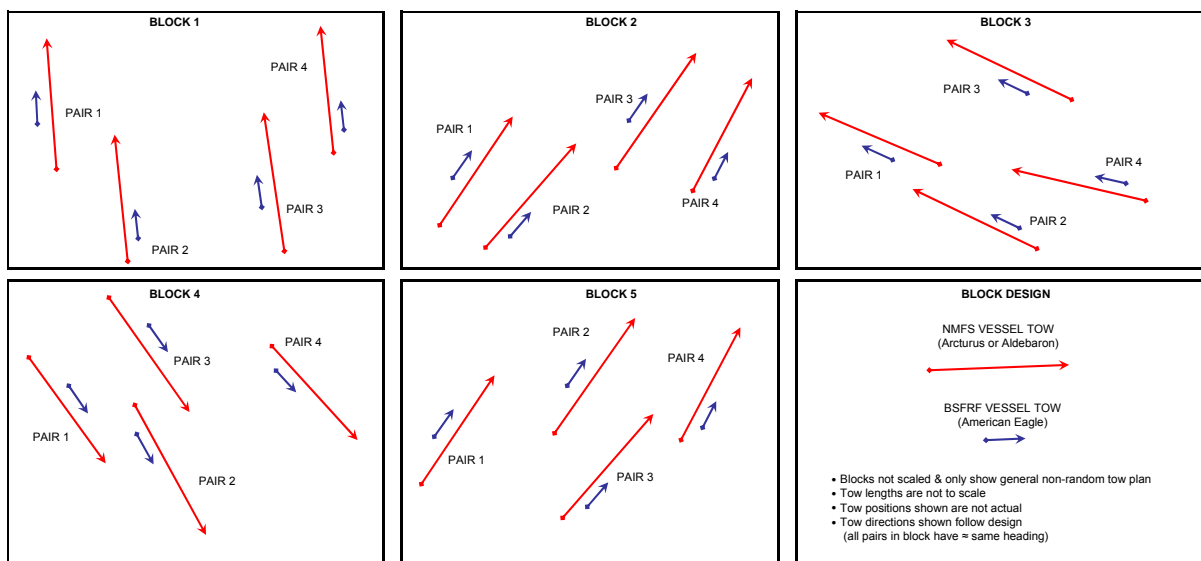 BLOCK 1
PAIR 4
PAIR 1
PAIR 3
PAIR 2
BLOCK 2
PAIR 3
PAIR 1
PAIR 2
PAIR 4
BLOCK 3
PAIR 3
PAIR 4
PAIR 1
PAIR 2
BLOCK 4
PAIR 4
PAIR 3
PAIR 1
PAIR 2
BLOCK 5
PAIR 2
PAIR 4
PAIR 1
PAIR 3
BLOCK DESIGN
NMFS VESSEL TOW
(Arcturus or Aldebaron)
BSFRF VESSEL TOW
(American Eagle)
• Blocks not scaled & only show general non-random tow plan
• Tow lengths are not to scale
• Tow positions shown are not actual
• Tow directions shown follow design
(all pairs in block have ≈ same heading)